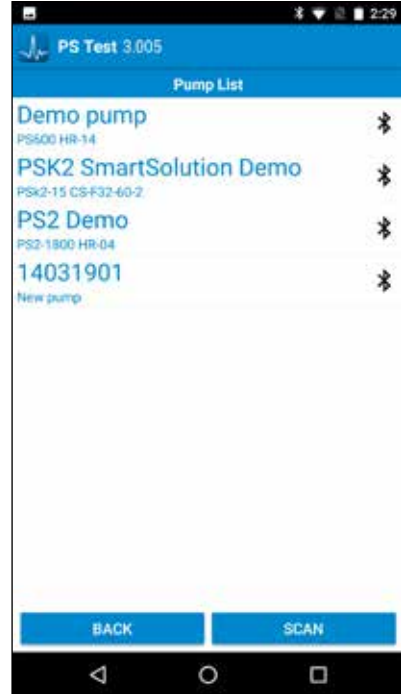 2:29
PS Test 3.005
Pump List
Demo pump
PS600 HR-14
PSK2 SmartSolution Demo
PSk2-15 CS-F32-60-2
PS2 Demo
PS2-1800 HR-04
14031901
New pump
BACK
SCAN